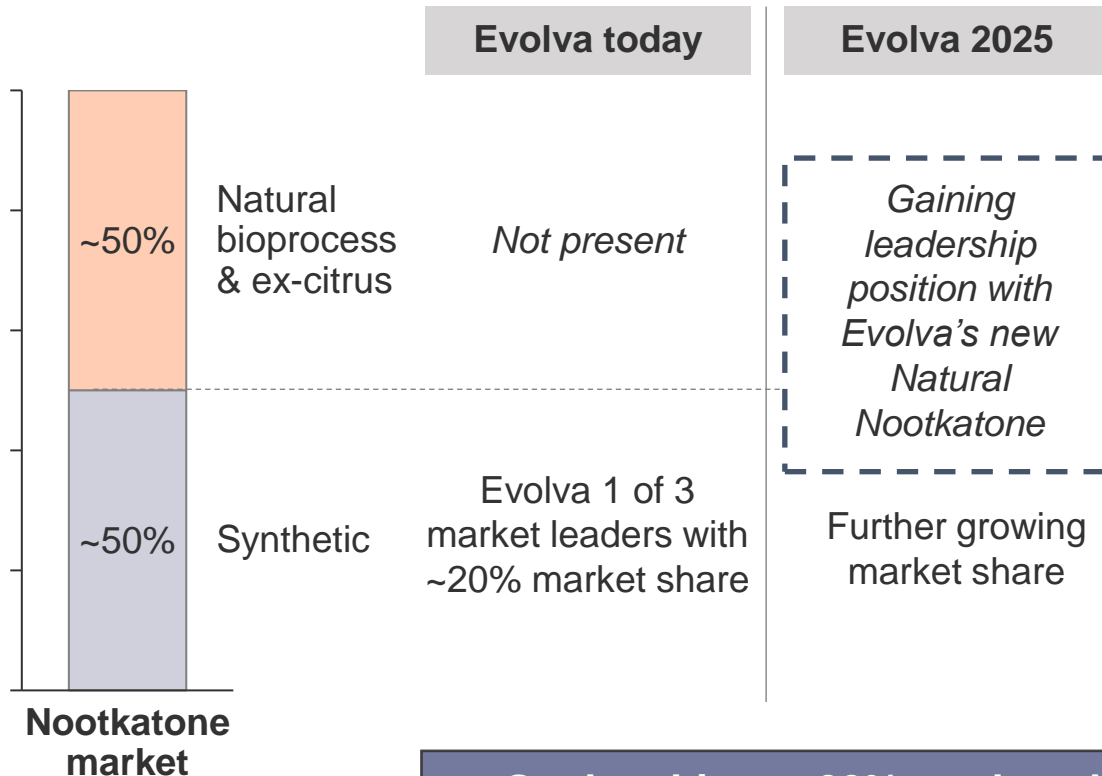 Evolva today
Evolva 2025
~50%
Natural
bioprocess
& ex-citrus
Not present
Gaining
leadership
position with
Evolva's new
Natural
Nootkatone
~50%
Synthetic
Evolva 1 of 3
market leaders with
~20% market share
Further growing
market share
Nootkatone
market